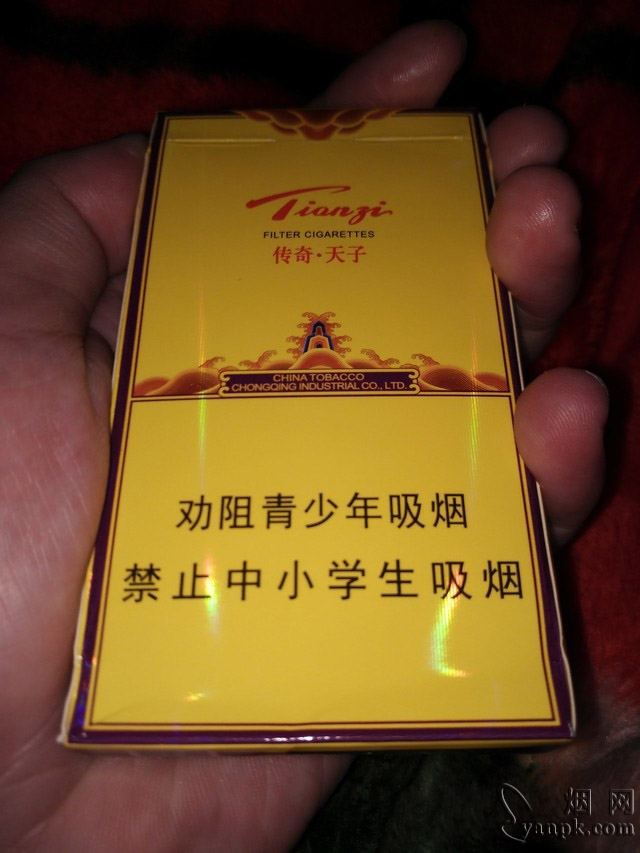 Tianzi
FILTER CIGARETTES
传奇·天子
CHINA TOBACCO
CHONGQING INDUSTRIAL CO., LTD.
劝阻青少年吸烟
禁止中小学生吸烟
烟网
yanpk.com